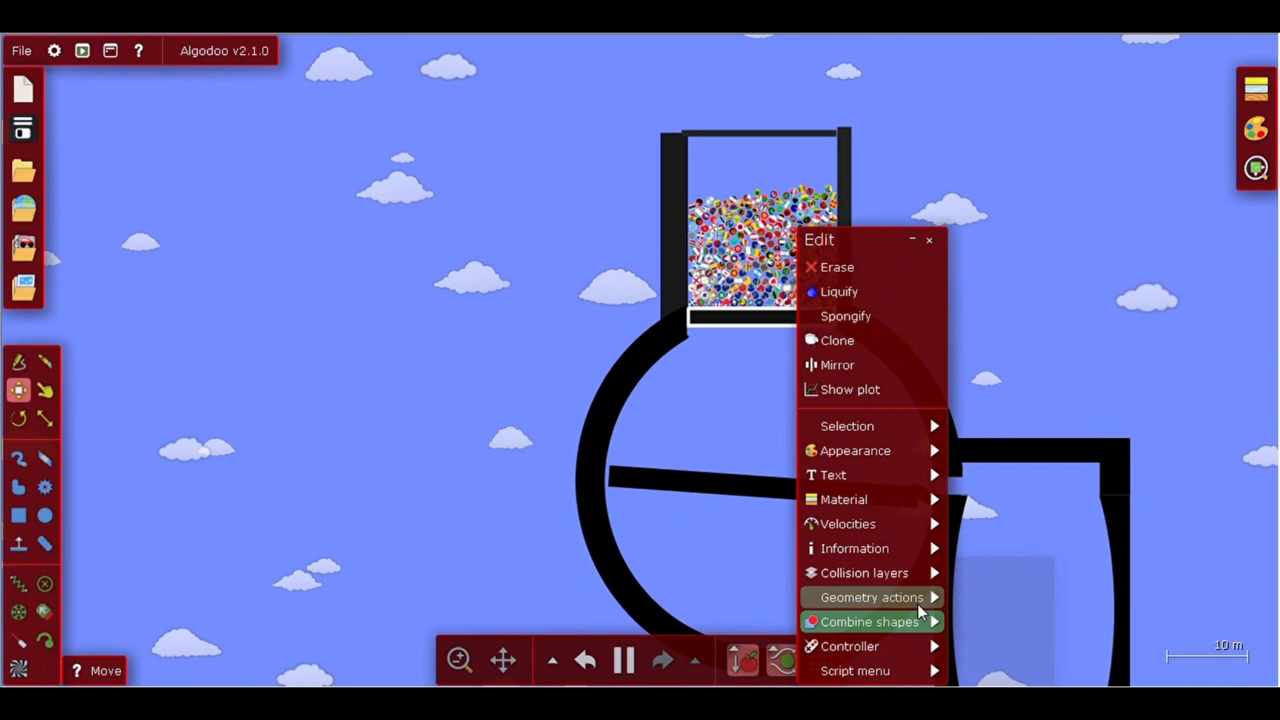 File
?
Algodoo v2.1.0
Edit
Erase
Liquify
Spongify
Clone
Mirror
Show plot
Selection
Appearance
T Text
Material
Velocities
Information
Collision layers
Geometry actions
Combine shapes
Controller
Script menu
? Move
10 m